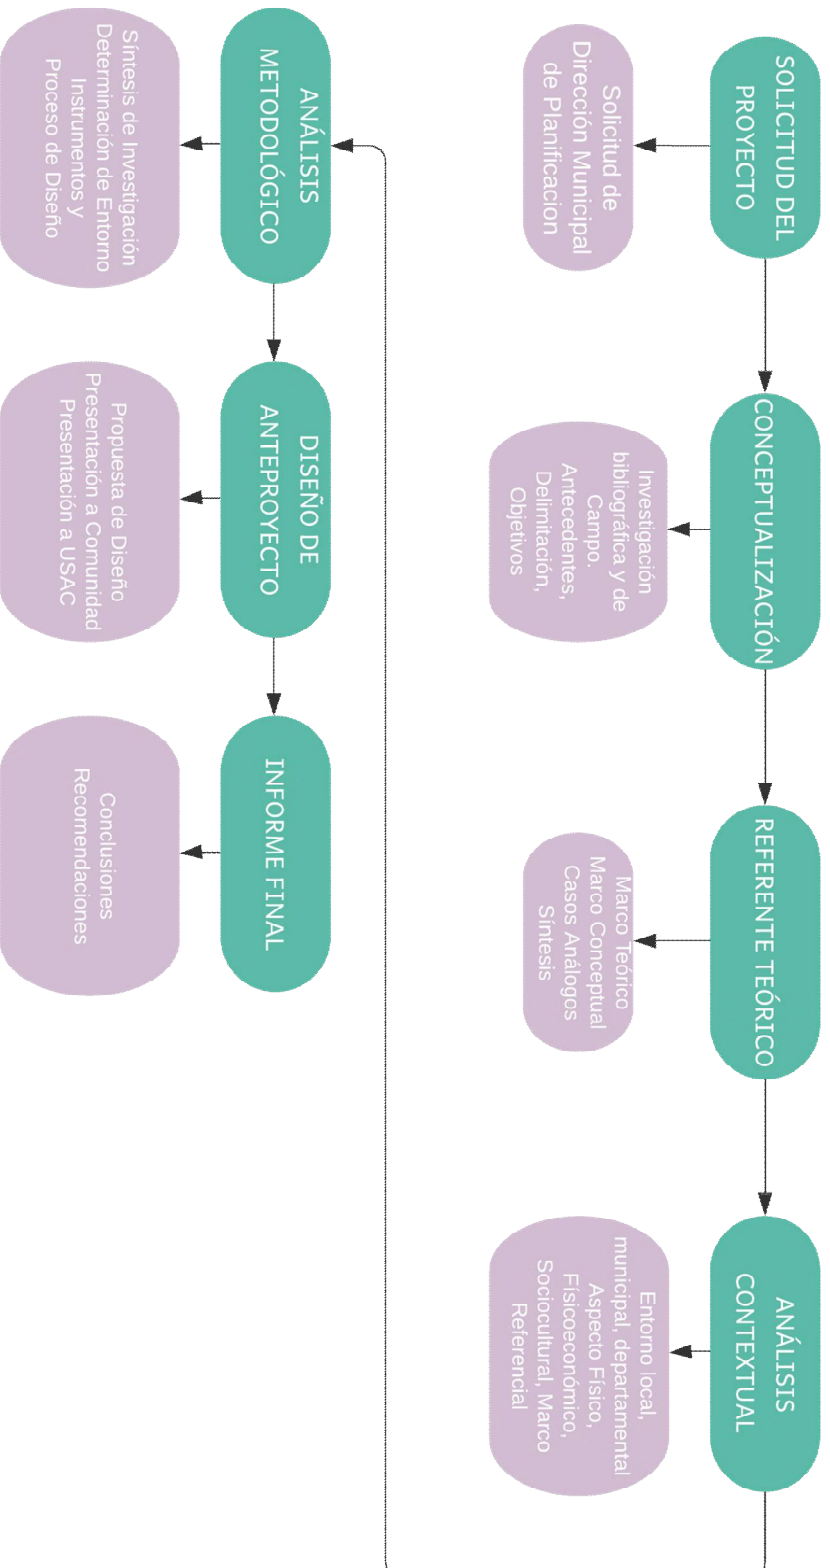 SOLICITUD DEL
PROYECTO
Solicitud de
Dirección Municipal
de Planificacion
CONCEPTUALIZACIÓN
Investigación
bibliográfica y de
Campo.
Antecedentes,
Delimitación,
Objetivos
REFERENTE TEÓRICO
Marco Teórico
Marco Conceptual
Casos Análogos
Síntesis
ANÁLISIS
CONTEXTUAL
Entorno local,
municipal, departamental
Aspecto Físico,
Físicoeconómico,
Sociocultural, Marco
Referencial
ANÁLISIS
METODOLÓGICO
Síntesis de Investigación
Determinación de Entorno
Instrumentos y
Proceso de Diseño
DISEÑO DE
ANTEPROYECTO
Propuesta de Diseño
Presentación a Comunidad
Presentación a USAC
INFORME FINAL
Conclusiones
Recomendaciones